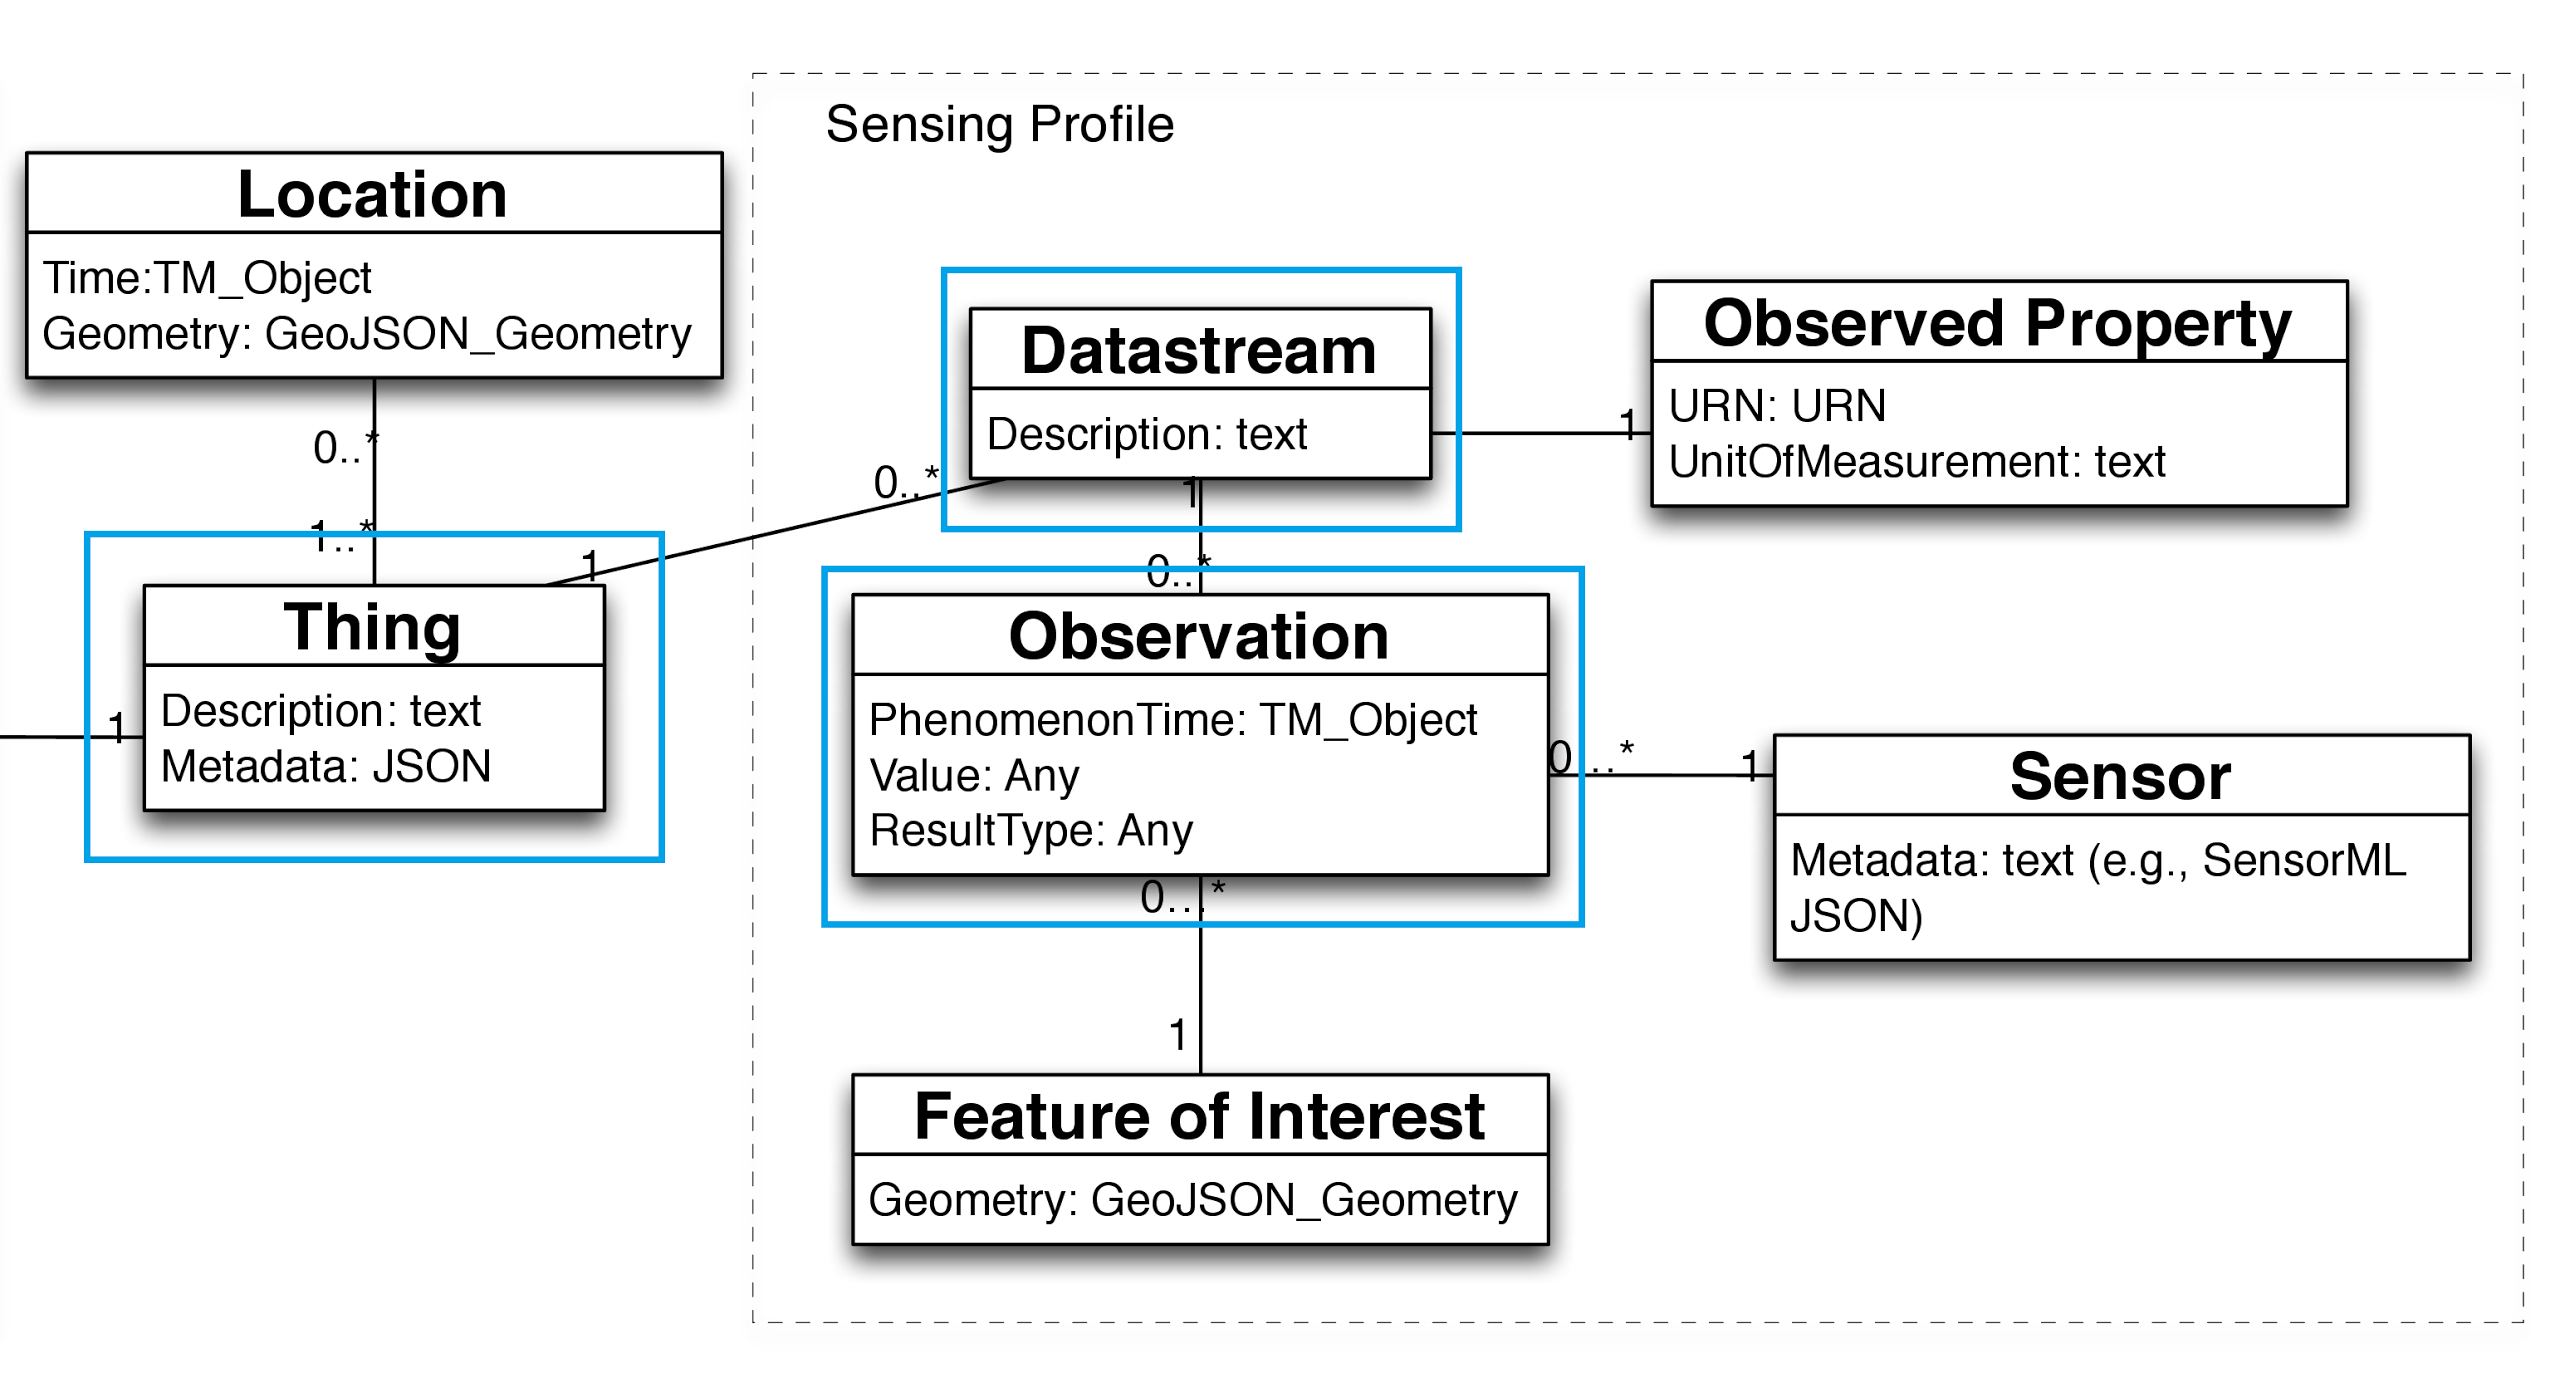 Sensing Profile
Location
Time:TM_Object
Geometry: GeoJSON_Geometry
0..*
1..*
Thing
Description: text
Metadata: JSON
1
1
0..*
Datastream
Description: text
1
0..*
1
Observed Property
URN: URN
UnitOfMeasurement: text
Observation
PhenomenonTime: TM_Object
Value: Any
ResultType: Any
0...*
1
Sensor
Metadata: text (e.g., SensorML
JSON)
0...*
1
Feature of Interest
Geometry: GeoJSON_Geometry